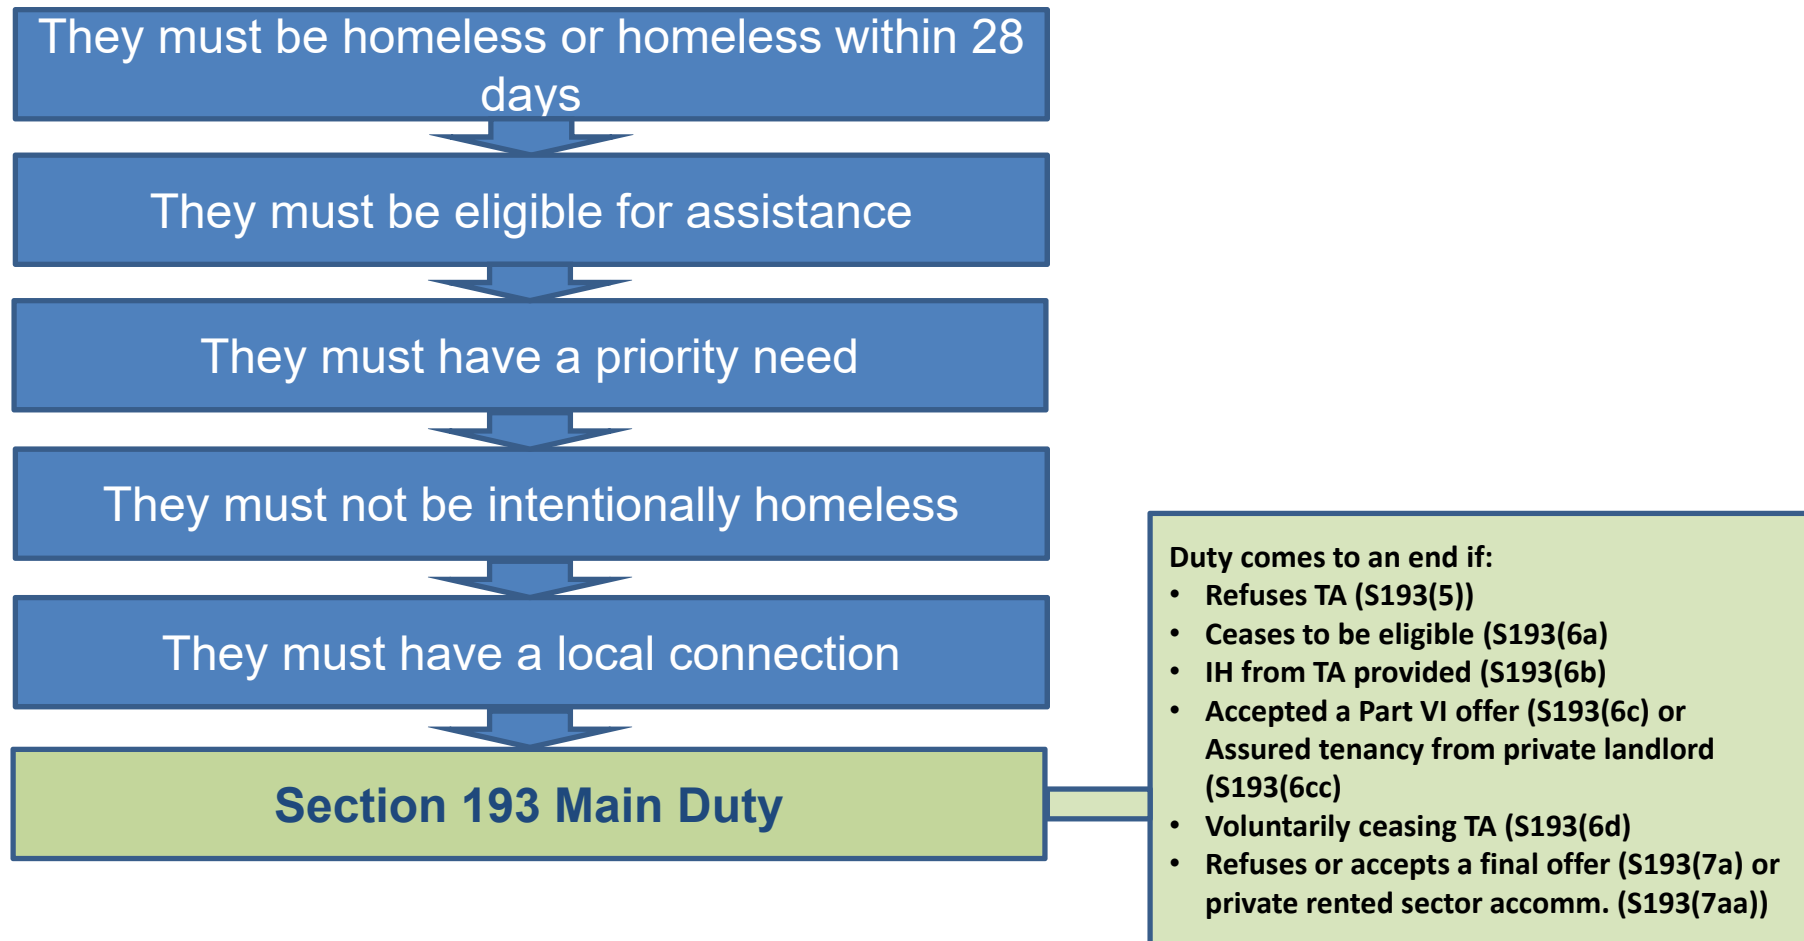 They must be homeless or homeless within 28
days
They must be eligible for assistance
They must have a priority need
They must not be intentionally homeless
They must have a local connection
Section 193 Main Duty
Duty comes to an end if:
• Refuses TA (S193(5))
• Ceases to be eligible (S193(6a)
• IH from TA provided (S193(6b)
• Accepted a Part VI offer (S193(6c) or
Assured tenancy from private landlord
(S193(6cc)
• Voluntarily ceasing TA (S193(6d)
• Refuses or accepts a final offer (S193(7a) or
private rented sector accomm. (S193(7aa))